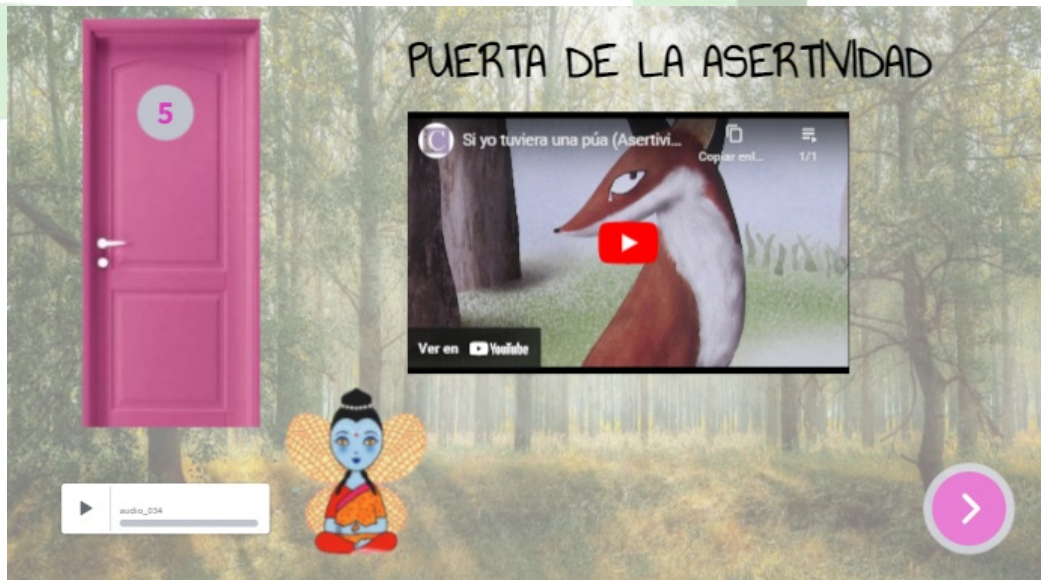 PUERTA DE LA ASERTIVIDAD
5
C
Si yo tuviera una púa (Asertivi...
Copiar enl...
1/1
Ver en YouTube
audio_034